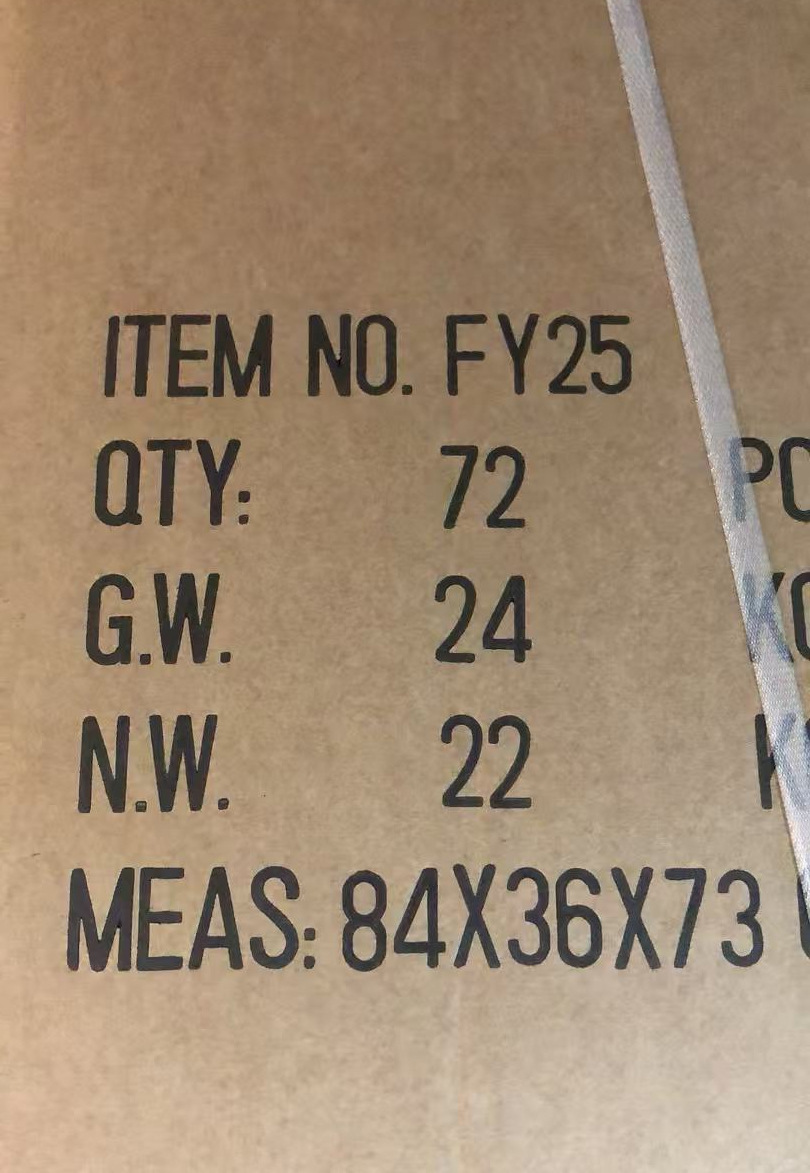 ITEM NO. FY25
QTY: 72
G.W. 24
N.W. 22
MEAS: 84X36X73